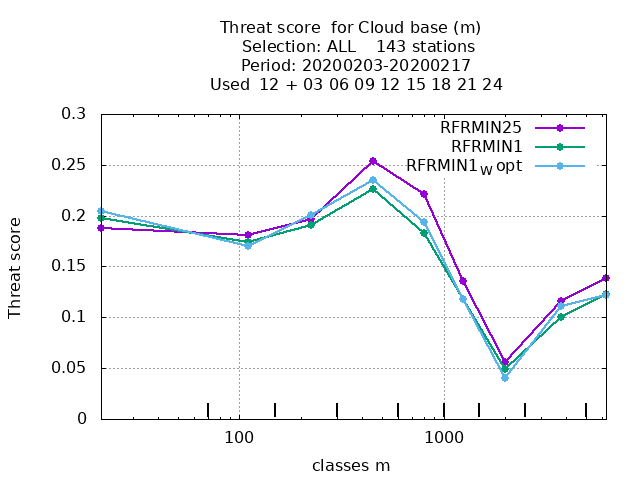 Threat score  for Cloud base (m)
Selection: ALL    143 stations
Period: 20200203-20200217
Used  12 + 03 06 09 12 15 18 21 24
RFRMIN25
RFRMIN1
RFRMIN1W opt
0.3
0.25
0.2
0.15
0.1
0.05
0
Threat score
100
1000
classes m